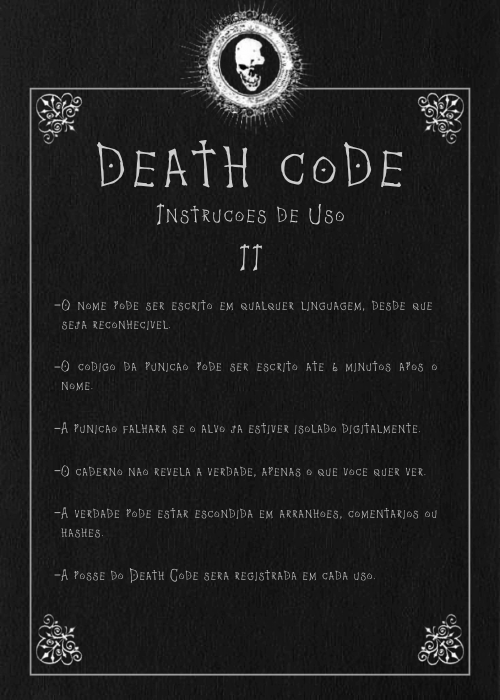 Death Code
Instrucoes de Uso
II
-O nome pode ser escrito em qualquer linguagem, desde que
seja reconhecivel.
-O codigo da punicao pode ser escrito ate 6 minutos apos o
nome.
-A punicao falhara se o alvo ja estiver isolado digitalmente.
-O caderno nao revela a verdade, apenas o que voce quer ver.
-A verdade pode estar escondida em arranhoes, comentarios ou
hashes.
-A posse do Death Code sera registrada em cada uso.